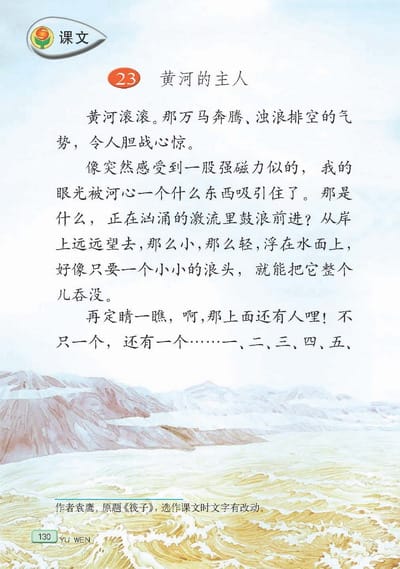 课文
23 黄河的主人
黄河滚滚。那万马奔腾、浊浪排空的气
势，令人胆战心惊。
像突然感受到一股强磁力似的，我的
眼光被河心一个什么东西吸引住了。那是
什么，正在汹涌的激流里鼓浪前进？从岸
上远远望去，那么小，那么轻，浮在水面上，
好像只要一个小小的浪头，就能把它整个
儿吞没。
再定睛一瞧，啊，那上面还有人哩！不
只一个，还有一个……一、二、三、四、五、
作者袁鹰，原题《筏子》，选作课文时文字有改动。
130
YU WEN